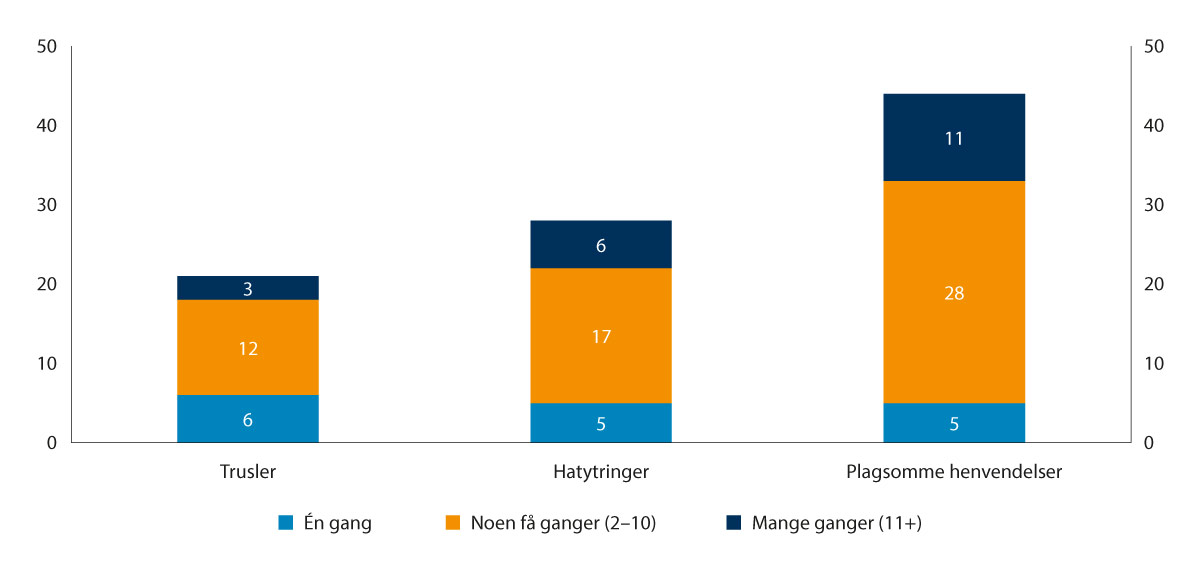 50 50
40 11 40
30 28 30
6
20 3 17 20
12
10 10
6 5 5
0 0
Trusler Hatytringer Plagsomme henvendelser
Én gang Noen få ganger (2–10) Mange ganger (11+)